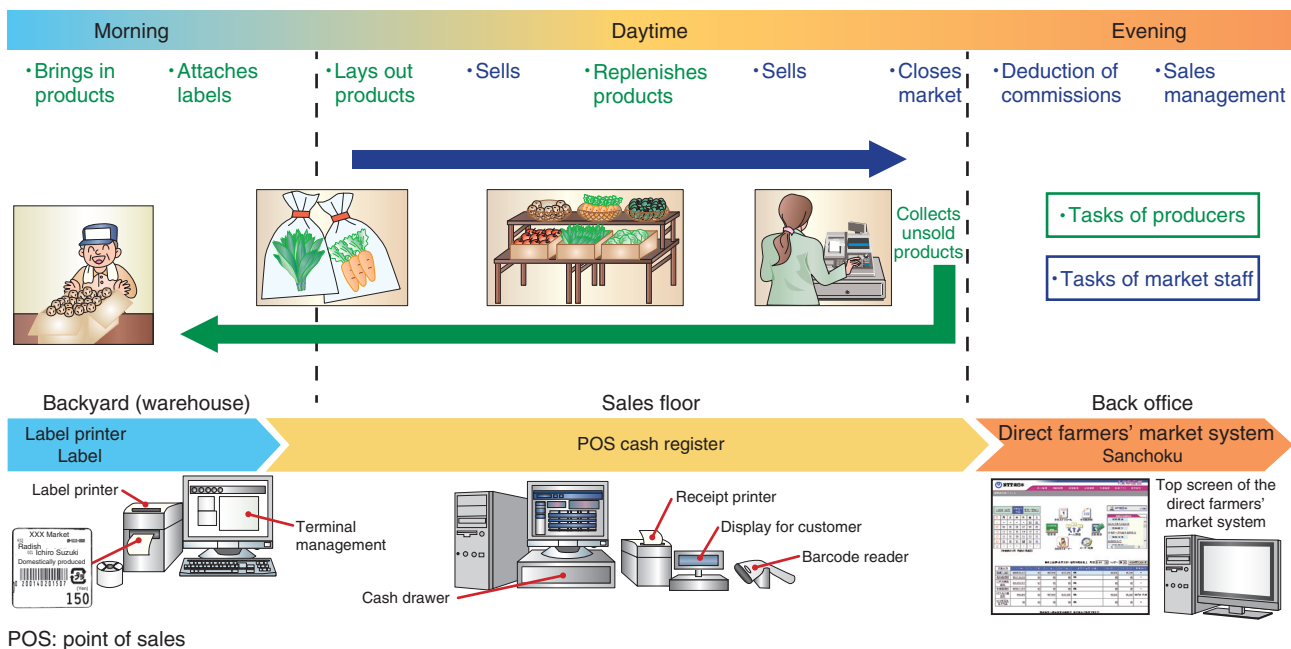 Morning
Daytime
Evening
・Brings in
products
・Attaches
labels
・Lays out
products
・Sells
・Replenishes
products
・Sells
・Closes
market
・Deduction of
commissions
・Sales
management
Collects
unsold
products
・Tasks of producers
・Tasks of market staff
Backyard (warehouse)
Sales floor
Back office
Label printer
Label
POS cash register
Direct farmers’ market system
Sanchoku
Label printer
Terminal
management
XXX Market
Radish
Ichiro Suzuki
Domestically produced
(Yen)
150
Receipt printer
Display for customer
Barcode reader
Cash drawer
Top screen of the
direct farmers’
market system
POS: point of sales